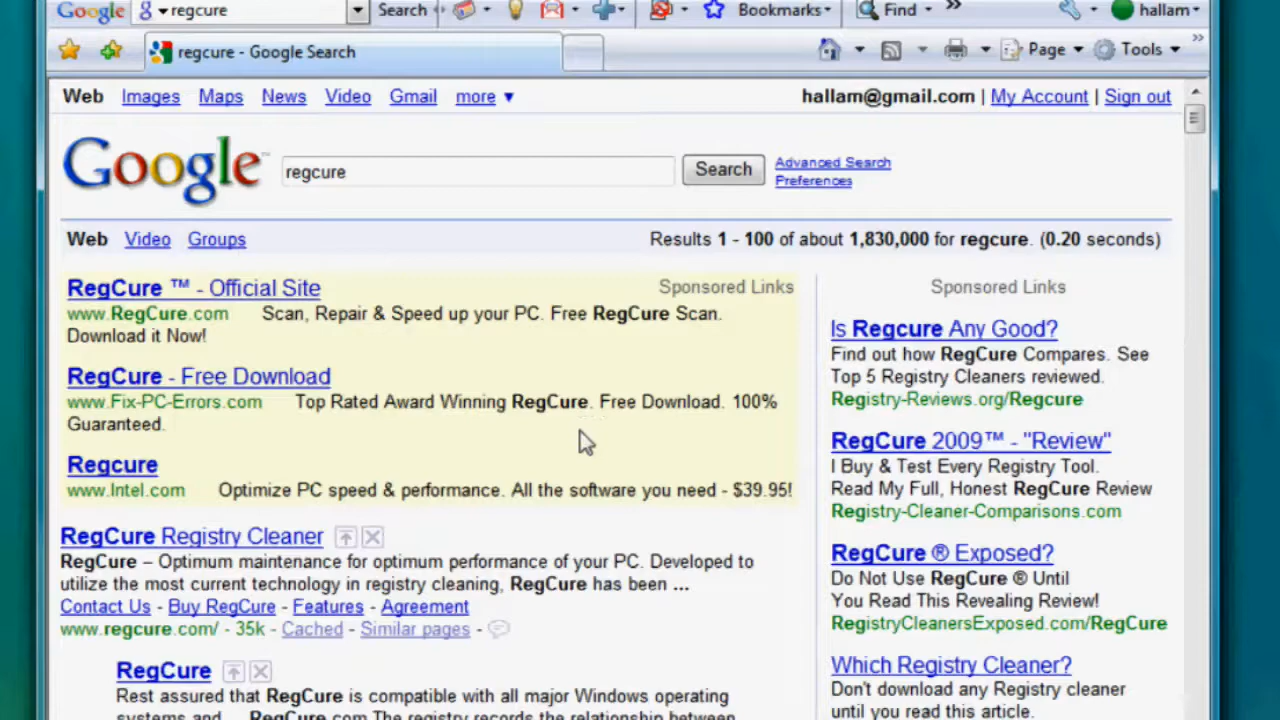 Google regcure Search Bookmarks Find » hallam
regcure - Google Search Page Tools »
Web Images Maps News Video Gmail more ▼ hallam@gmail.com | My Account | Sign out
Google™ regcure Search Advanced Search
Preferences
Web Video Groups Results 1 - 100 of about 1,830,000 for regcure. (0.20 seconds)
RegCure ™ - Official Site Sponsored Links
www.RegCure.com Scan, Repair & Speed up your PC. Free RegCure Scan.
Download it Now!
RegCure - Free Download
www.Fix-PC-Errors.com Top Rated Award Winning RegCure. Free Download. 100%
Guaranteed.
Regcure
www.Intel.com Optimize PC speed & performance. All the software you need - $39.95!
RegCure Registry Cleaner
RegCure – Optimum maintenance for optimum performance of your PC. Developed to
utilize the most current technology in registry cleaning, RegCure has been ...
Contact Us - Buy RegCure - Features - Agreement
www.regcure.com/ - 35k - Cached - Similar pages -
RegCure
Rest assured that RegCure is compatible with all major Windows operating
systems and ... RegCure.com The registry records the relationship between
Sponsored Links
Is Regcure Any Good?
Find out how RegCure Compares. See
Top 5 Registry Cleaners reviewed.
Registry-Reviews.org/Regcure
RegCure 2009™ - "Review"
I Buy & Test Every Registry Tool.
Read My Full, Honest RegCure Review
Registry-Cleaner-Comparisons.com
RegCure ® Exposed?
Do Not Use RegCure ® Until
You Read This Revealing Review!
RegistryCleanersExposed.com/RegCure
Which Registry Cleaner?
Don't download any Registry cleaner
until you read this article.